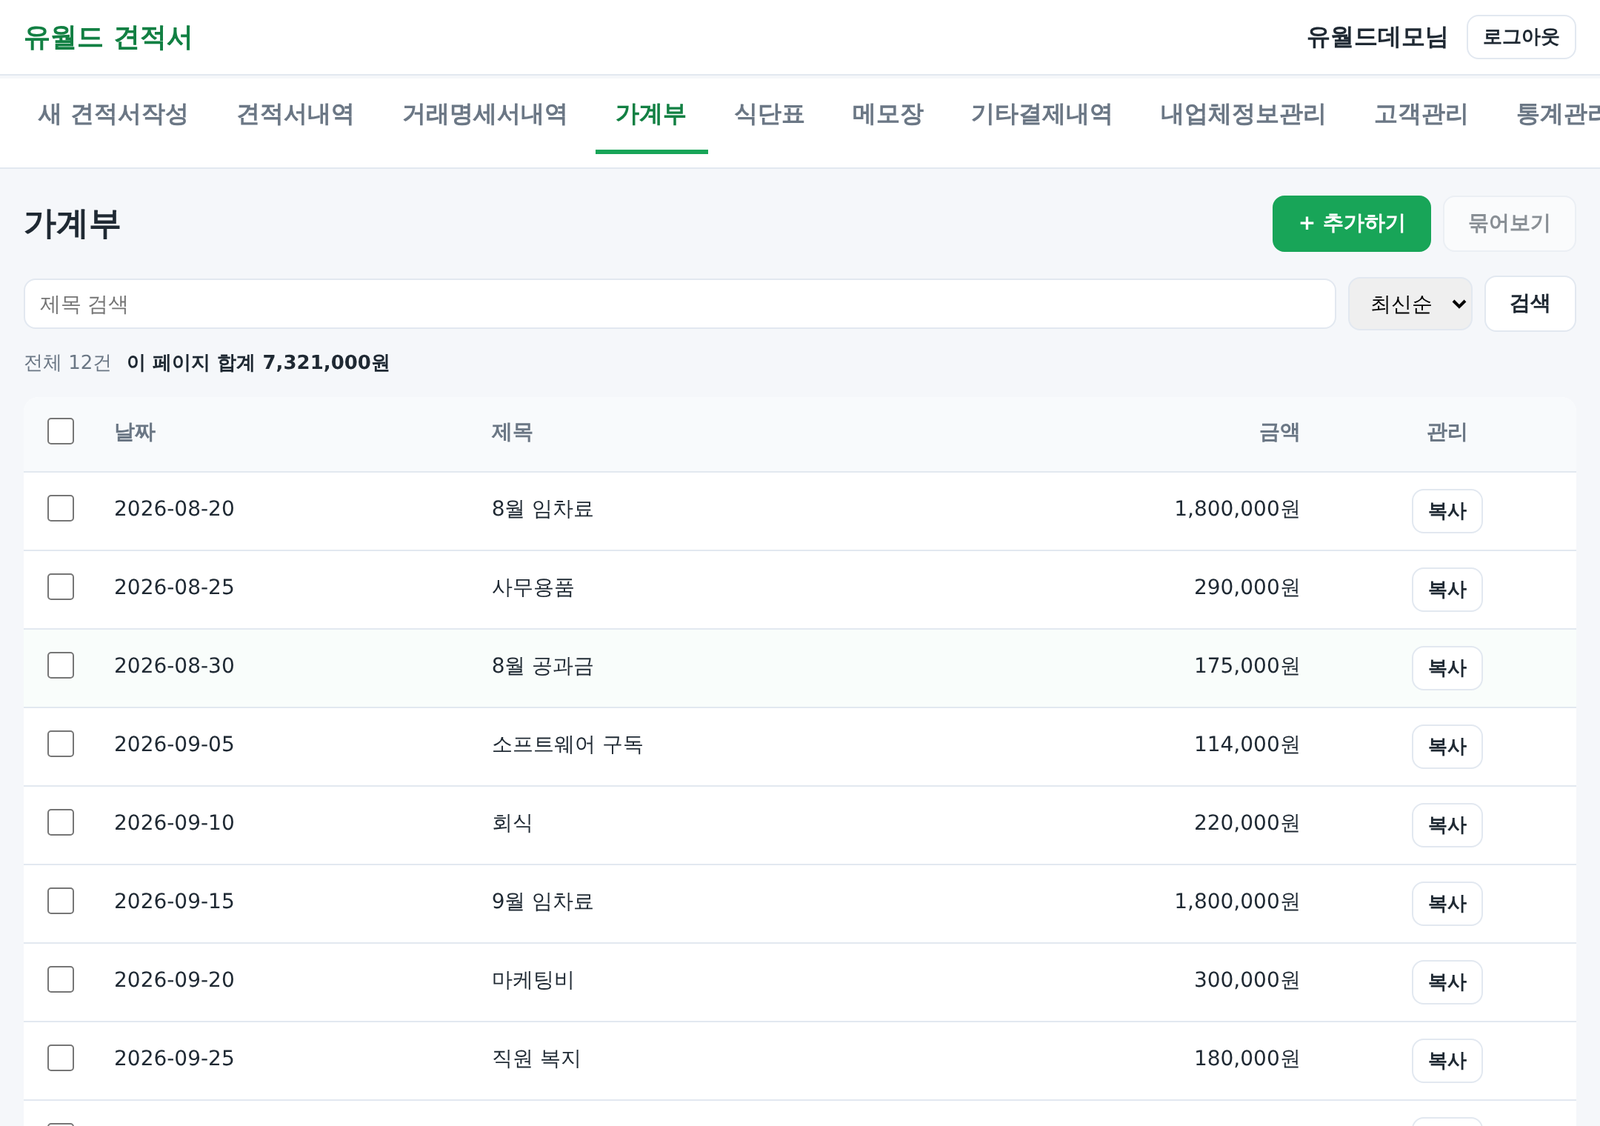 유월드 견적서
유월드데모님 로그아웃
새 견적서작성 견적서내역 거래명세서내역 가계부 식단표 메모장 기타결제내역 내업체정보관리 고객관리 통계관리
가계부
+ 추가하기 묶어보기
제목 검색 최신순 검색
전체 12건 이 페이지 합계 7,321,000원
날짜 제목 금액 관리
2026-08-20 8월 임차료 1,800,000원 복사
2026-08-25 사무용품 290,000원 복사
2026-08-30 8월 공과금 175,000원 복사
2026-09-05 소프트웨어 구독 114,000원 복사
2026-09-10 회식 220,000원 복사
2026-09-15 9월 임차료 1,800,000원 복사
2026-09-20 마케팅비 300,000원 복사
2026-09-25 직원 복지 180,000원 복사